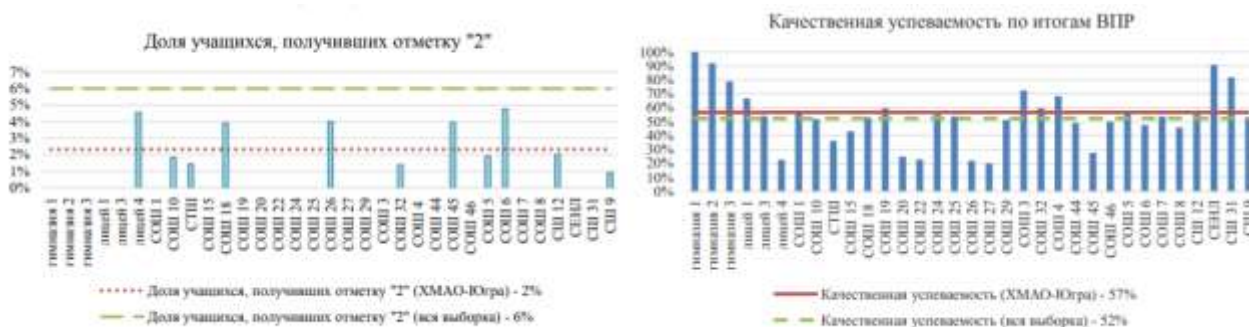 Доля учащихся, получивших отметку "2"
7%
6%
5%
4%
3%
2%
1%
0%
гимназия 1
гимназия 2
гимназия 3
лицей 1
лицей 3
лицей 4
СОШ 1
СОШ 10
СТШ
СОШ 15
СОШ 18
СОШ 19
СОШ 20
СОШ 22
СОШ 24
СОШ 25
СОШ 26
СОШ 27
СОШ 29
СОШ 3
СОШ 32
СОШ 4
СОШ 44
СОШ 45
СОШ 46
СОШ 5
СОШ 6
СОШ 7
СОШ 8
СШ 12
СЕНЛ
СШ 31
СШ 9
Доля учащихся, получивших отметку "2" (ХМАО-Югра) - 2%
Доля учащихся, получивших отметку "2" (вся выборка) - 6%
Качественная успеваемость по итогам ВПР
100%
90%
80%
70%
60%
50%
40%
30%
20%
10%
0%
гимназия 1
гимназия 2
гимназия 3
лицей 1
лицей 3
лицей 4
СОШ 1
СОШ 10
СТШ
СОШ 15
СОШ 18
СОШ 19
СОШ 20
СОШ 22
СОШ 24
СОШ 25
СОШ 26
СОШ 27
СОШ 29
СОШ 3
СОШ 32
СОШ 4
СОШ 44
СОШ 45
СОШ 46
СОШ 5
СОШ 6
СОШ 7
СОШ 8
СШ 12
СЕНЛ
СШ 31
СШ 9
Качественная успеваемость (ХМАО-Югра) - 57%
Качественная успеваемость (вся выборка) - 52%